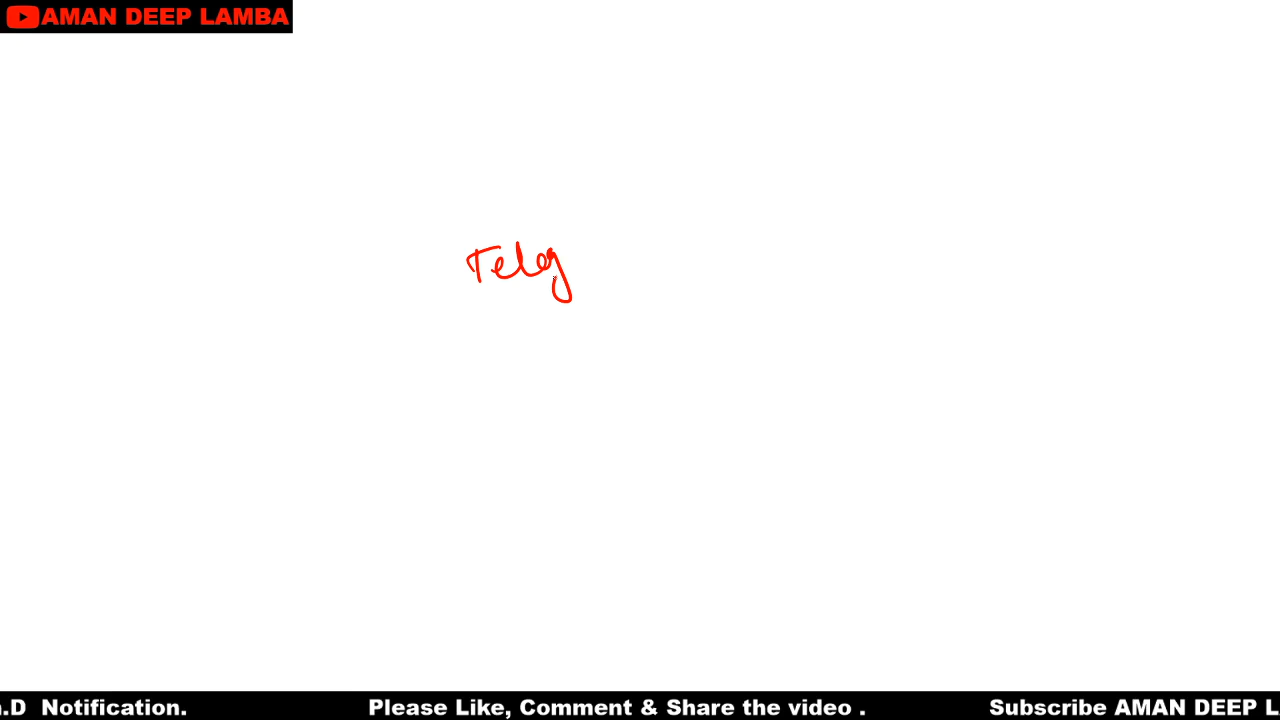 AMAN DEEP LAMBA
Teleg
.D Notification. Please Like, Comment & Share the video . Subscribe AMAN DEEP L